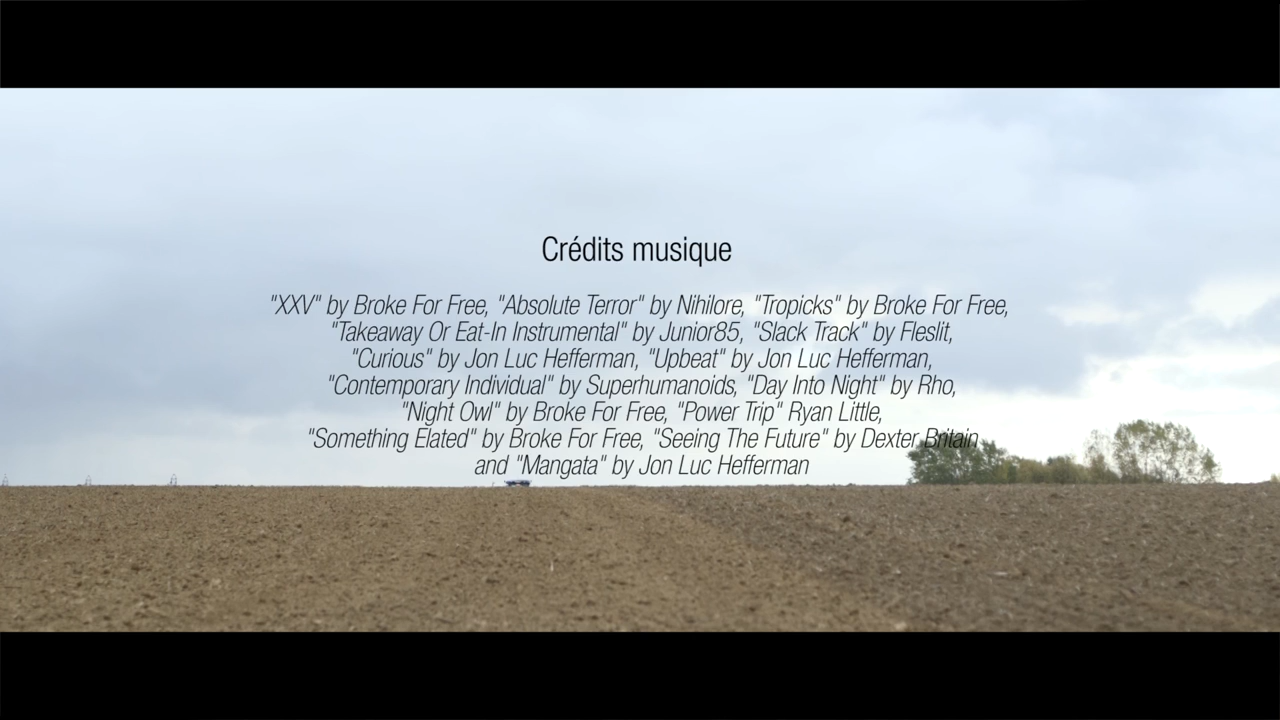 Crédits musique
"XXV" by Broke For Free, "Absolute Terror" by Nihilore, "Tropicks" by Broke For Free,
"Takeaway Or Eat-In Instrumental" by Junior85, "Slack Track" by Fleslit,
"Curious" by Jon Luc Hefferman, "Upbeat" by Jon Luc Hefferman,
"Contemporary Individual" by Superhumanoids, "Day Into Night" by Rho,
"Night Owl" by Broke For Free, "Power Trip" Ryan Little,
"Something Elated" by Broke For Free, "Seeing The Future" by Dexter Britain
and "Mangata" by Jon Luc Hefferman